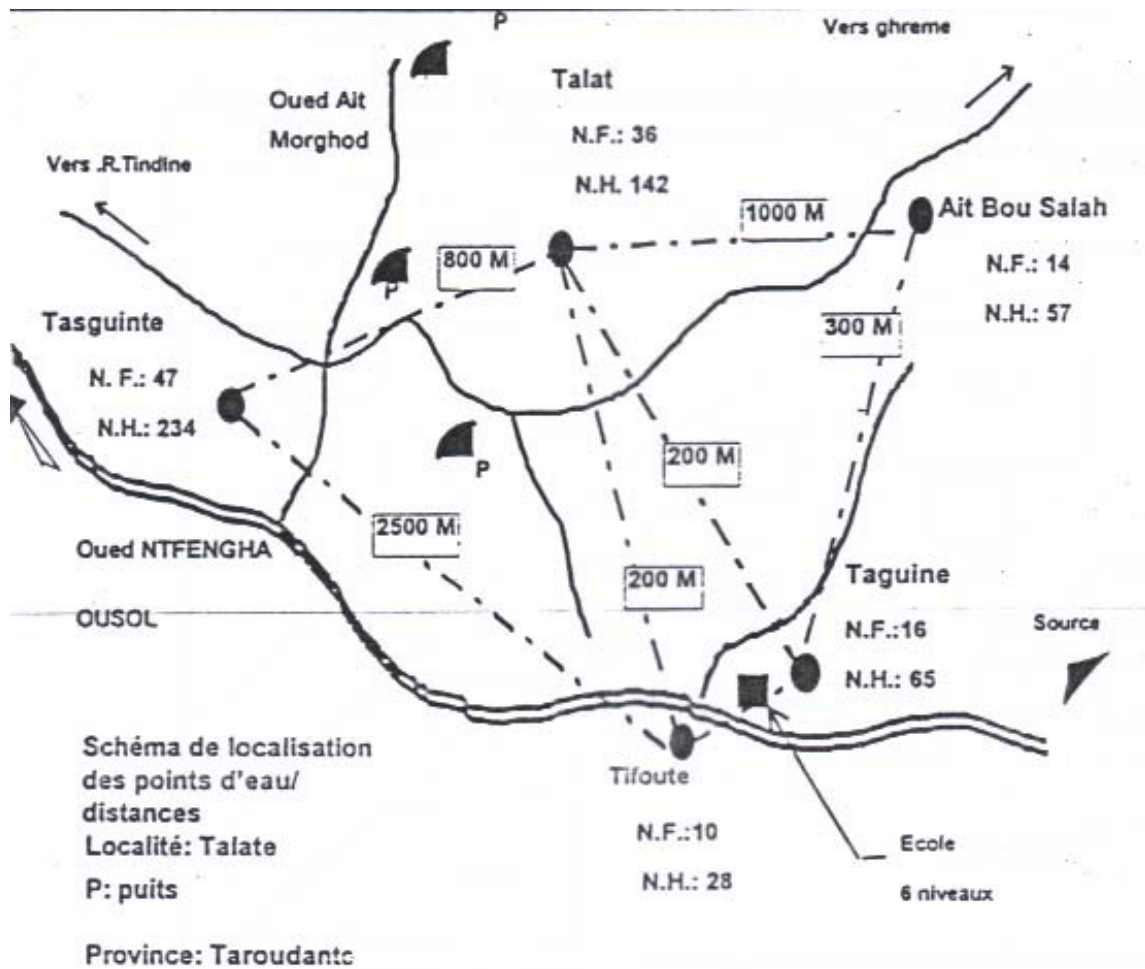 P
Vers ghreme
Talat
Oued Ait
Morghod
N.F.: 36
N.H. 142
Vers .R.Tindine
1000 M
Ait Bou Salah
800 M
P
N.F.: 14
N.H.: 57
Tasguinte
300 M
N. F.: 47
N.H.: 234
P
200 M
2500 M
Oued NTFENGHA
OUSOL
200 M
Taguine
N.F.:16
N.H.: 65
Source
Schéma de localisation
des points d'eau/
distances
Localité: Talate
P: puits
Province: Taroudante
Tifoute
N.F.:10
N.H.: 28
Ecole
6 niveaux